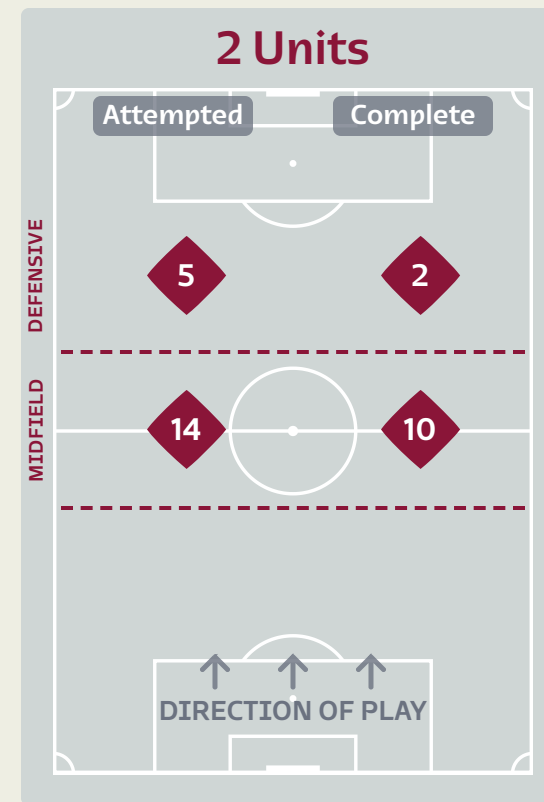 2 Units
Attempted Complete
DEFENSIVE
5 2
MIDFIELD
14 10
DIRECTION OF PLAY